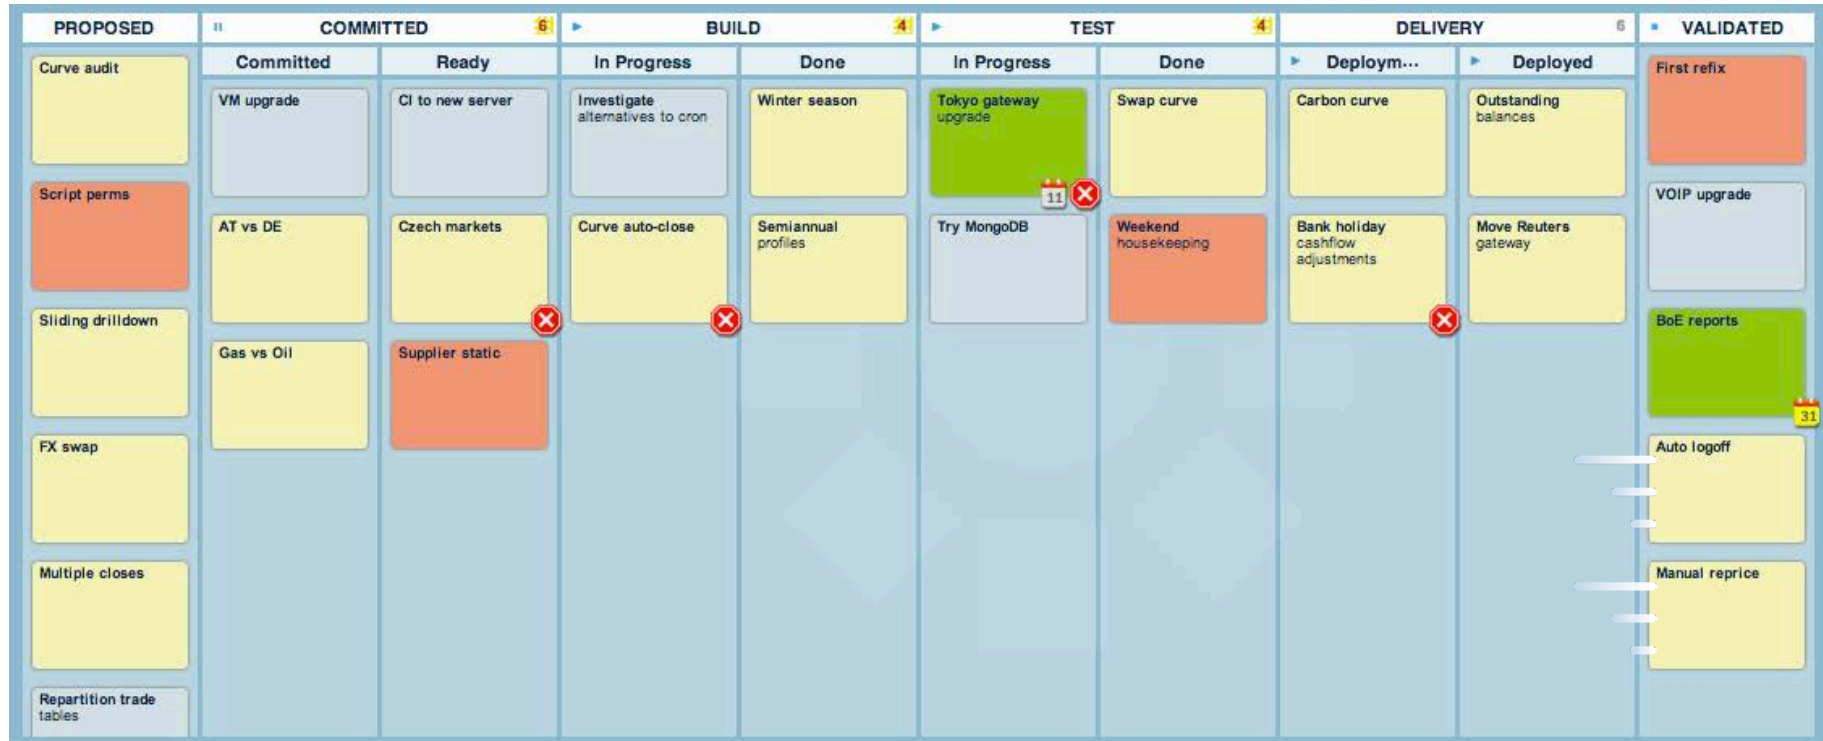 PROPOSED
COMMITTED 6
BUILD 4
TEST 4
DELIVERY 6
VALIDATED
Committed
Ready
In Progress
Done
In Progress
Done
Deploym...
Deployed
Curve audit
Script perms
Sliding drilldown
FX swap
Multiple closes
Repartition trade
tables
VM upgrade
AT vs DE
Gas vs Oil
CI to new server
Czech markets
Supplier static
Investigate
alternatives to cron
Curve auto-close
Winter season
Semiannual
profiles
Tokyo gateway
upgrade
11
Try MongoDB
Swap curve
Weekend
housekeeping
Carbon curve
Bank holiday
cashflow
adjustments
Outstanding
balances
Move Reuters
gateway
First refix
VOIP upgrade
BoE reports
31
Auto logoff
Manual reprice